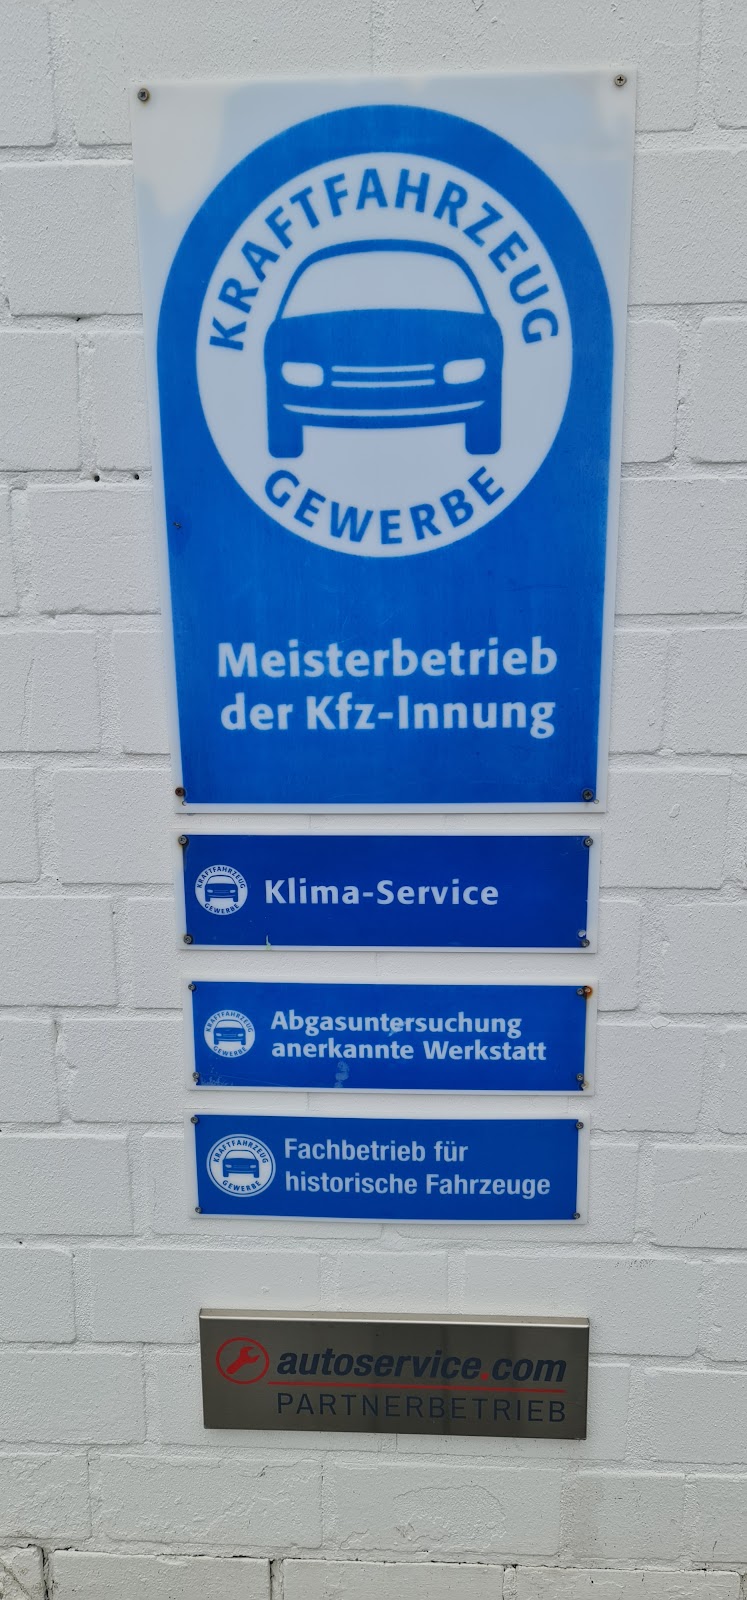 KRAFTFAHRZEUG
GEWERBE
Meisterbetrieb
der Kfz-Innung
KRAFTFAHRZEUG
GEWERBE
Klima-Service
KRAFTFAHRZEUG
GEWERBE
Abgasuntersuchung
anerkannte Werkstatt
KRAFTFAHRZEUG
GEWERBE
Fachbetrieb für
historische Fahrzeuge
autoservice.com
PARTNERBETRIEB